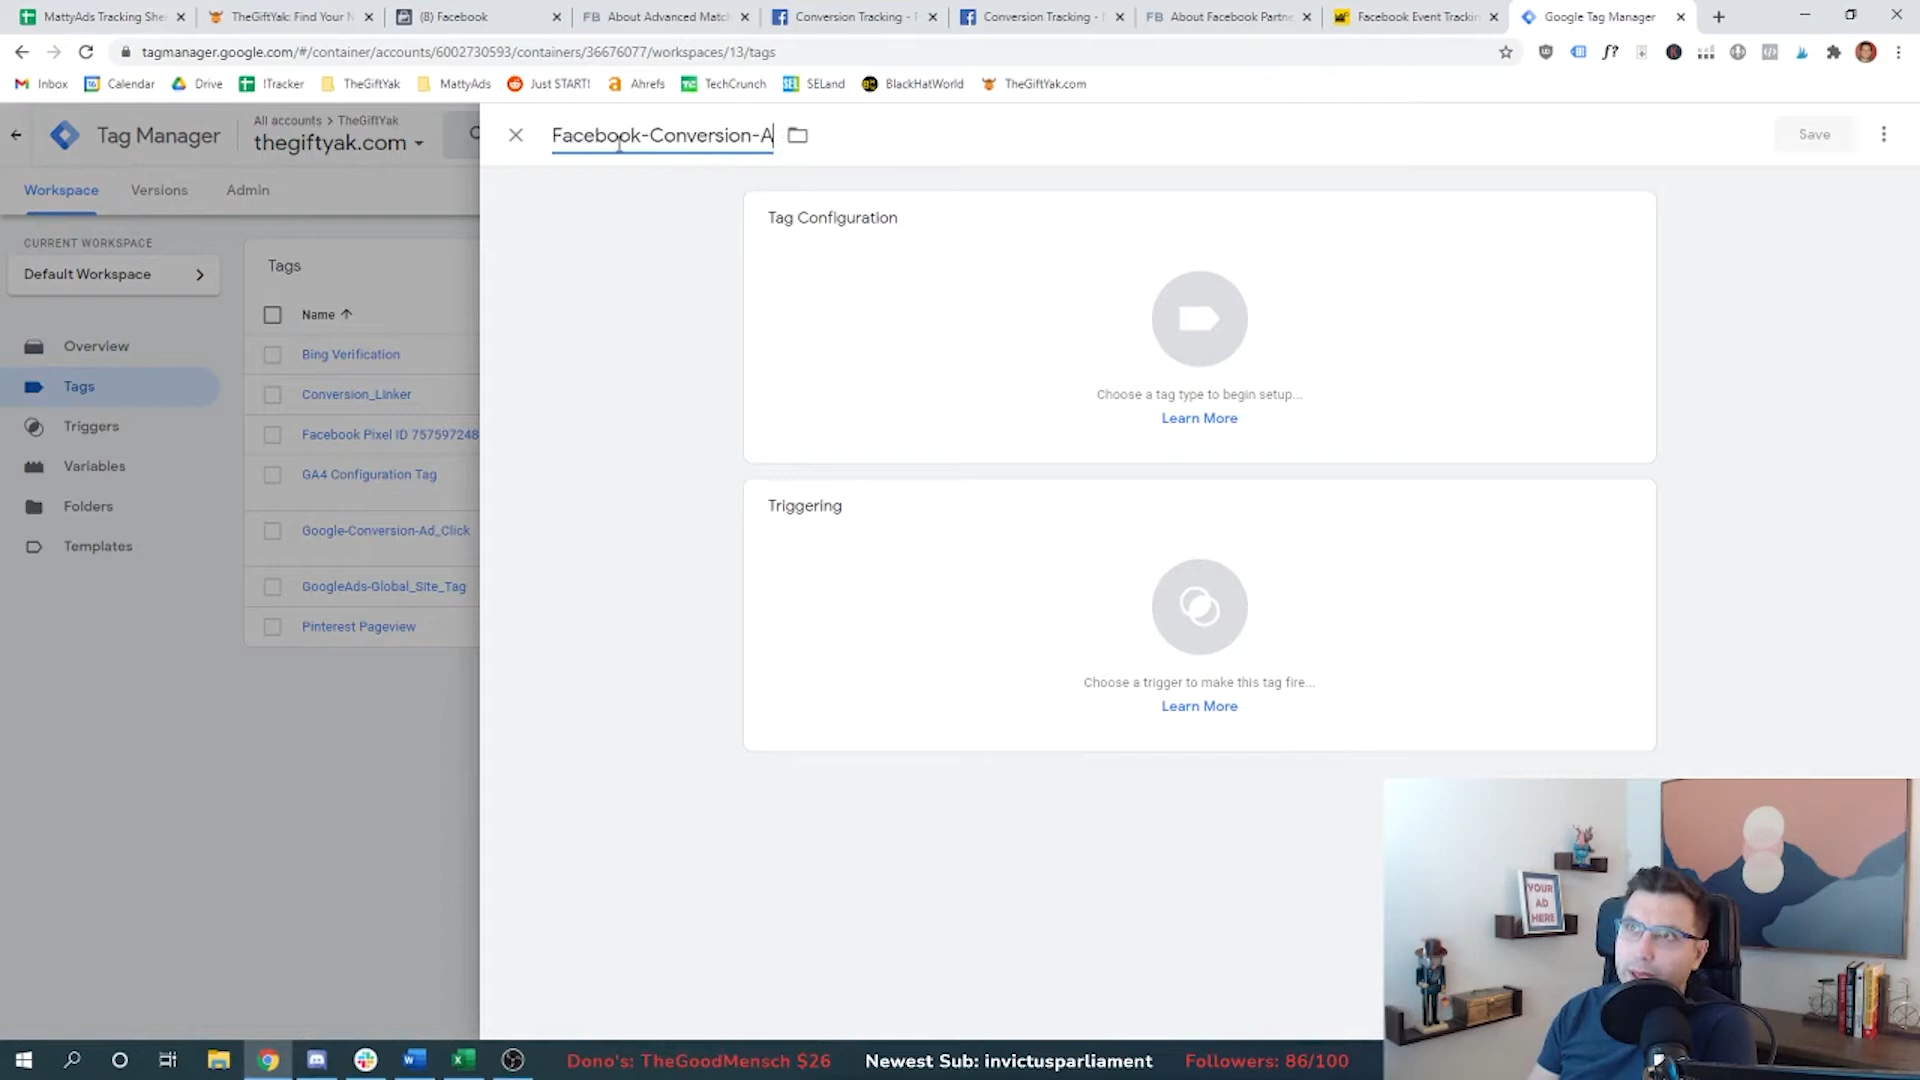 MattyAds Tracking She
TheGiftYak: Find Your N
(8) Facebook
FB About Advanced Match
Conversion Tracking - F
Conversion Tracking - F
FB About Facebook Partne
Facebook Event Trackin
Google Tag Manager
tagmanager.google.com/#/container/accounts/6002730593/containers/36676077/workspaces/13/tags
Inbox
Calendar
Drive
!Tracker
TheGiftYak
MattyAds
Just START!
Ahrefs
TechCrunch
SELand
BlackHatWorld
TheGiftYak.com
Tag Manager
All accounts > TheGiftYak
thegiftyak.com
Facebook-Conversion-A
Save
Workspace
Versions
Admin
CURRENT WORKSPACE
Default Workspace
Overview
Tags
Triggers
Variables
Folders
Templates
Tags
Name
Bing Verification
Conversion_Linker
Facebook Pixel ID 757597248
GA4 Configuration Tag
Google-Conversion-Ad_Click
GoogleAds-Global_Site_Tag
Pinterest Pageview
Tag Configuration
Choose a tag type to begin setup...
Learn More
Triggering
Choose a trigger to make this tag fire...
Learn More
YOUR
AD
HERE
Dono's: TheGoodMensch $26
Newest Sub: invictusparliament
Followers: 86/100